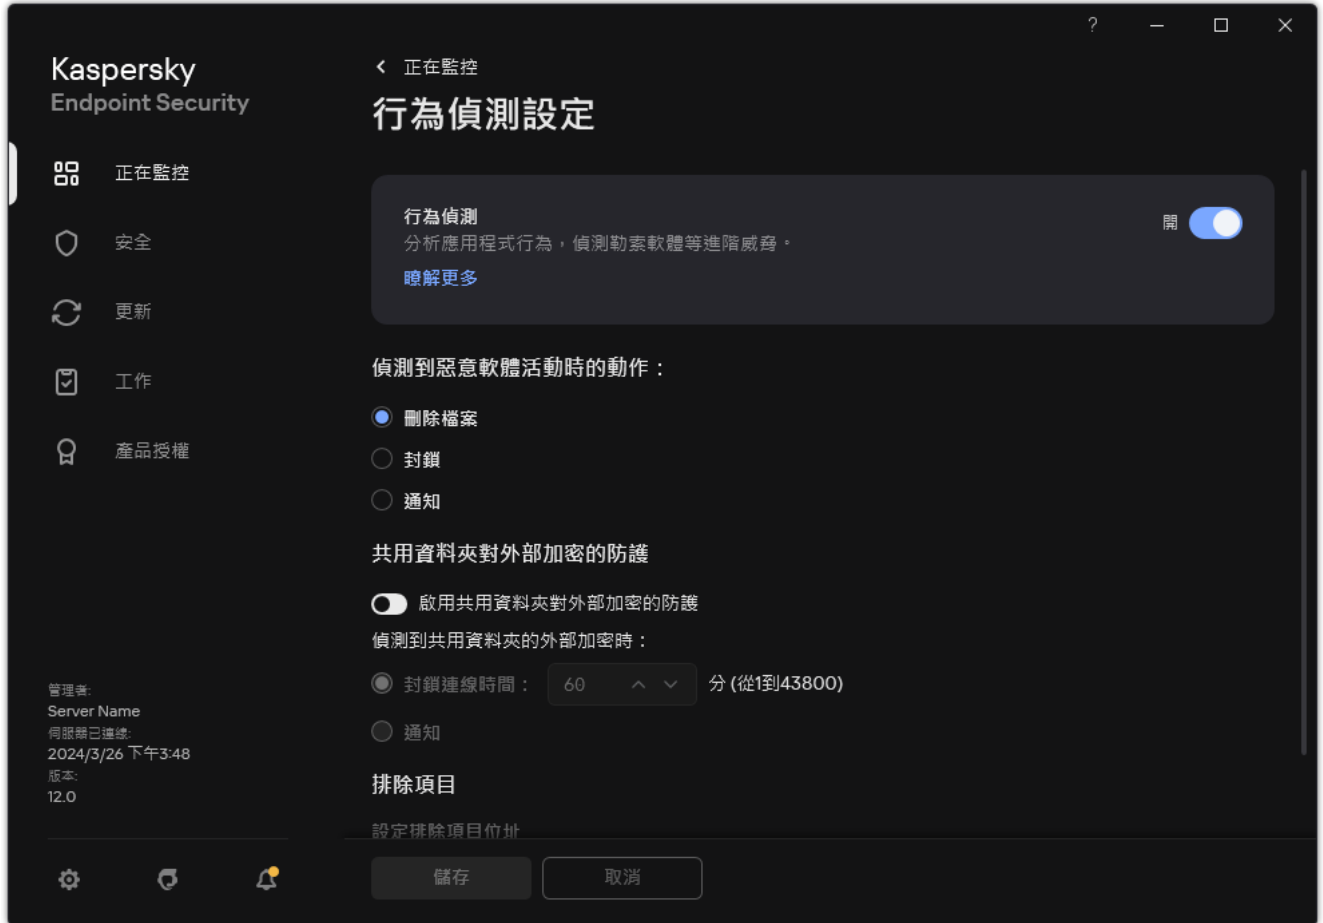 ?
Kaspersky
Endpoint Security
正在監控
安全
更新
工作
產品授權
管理者:
Server Name
伺服器已連線:
2024/3/26 下午3:48
版本:
12.0
正在監控
行為偵測設定
行為偵測
分析應用程式行為，偵測勒索軟體等進階威脅。
瞭解更多
開
偵測到惡意軟體活動時的動作：
刪除檔案
封鎖
通知
共用資料夾對外部加密的防護
啟用共用資料夾對外部加密的防護
偵測到共用資料夾的外部加密時：
封鎖連線時間： 60 分 (從1到43800)
通知
排除項目
設定排除項目位址
儲存 取消